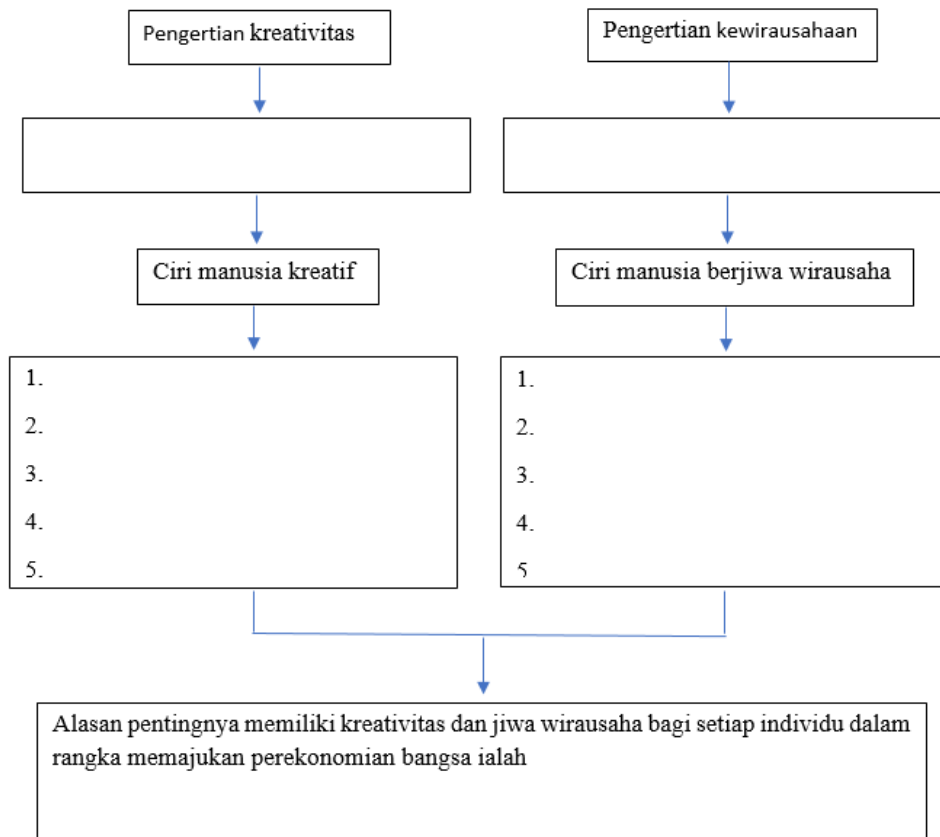 Pengertian kreativitas
Pengertian kewirausahaan
Ciri manusia kreatif
Ciri manusia berjiwa wirausaha
1.
2.
3.
4.
5.
1.
2.
3.
4.
5
Alasan pentingnya memiliki kreativitas dan jiwa wirausaha bagi setiap individu dalam
rangka memajukan perekonomian bangsa ialah